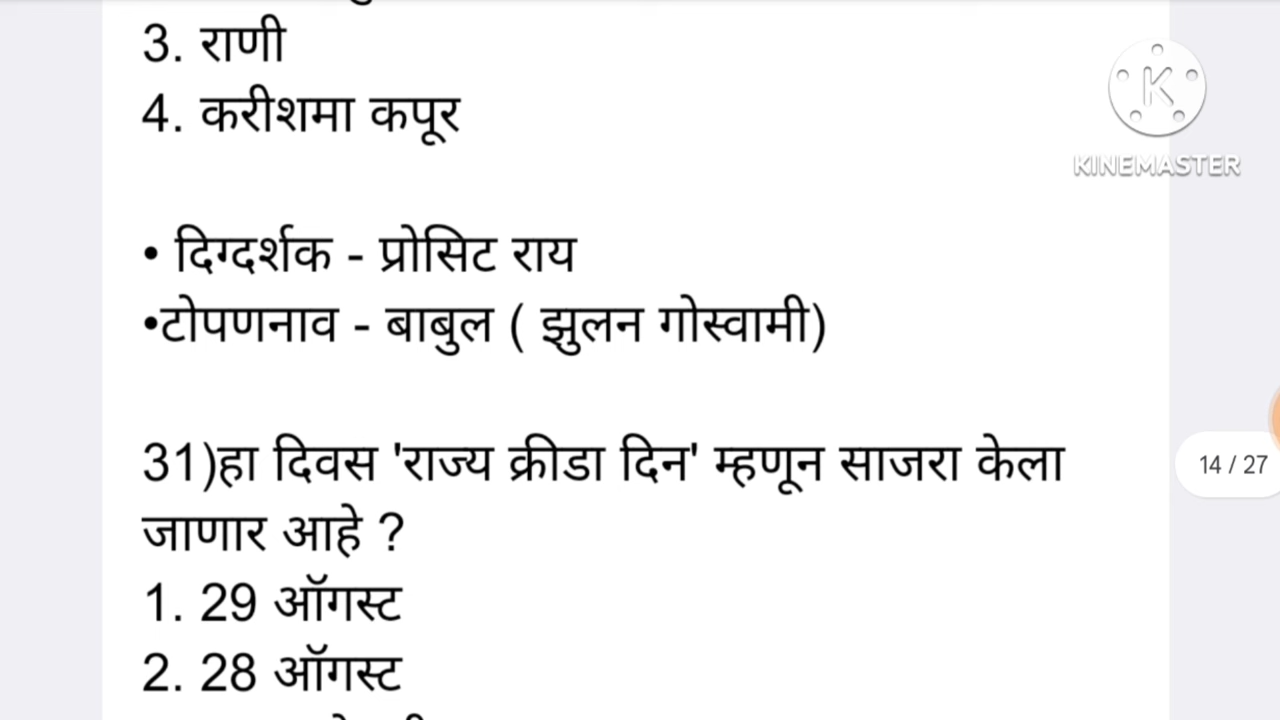 3. राणी
4. करीशमा कपूर
• दिग्दर्शक - प्रोसिट राय
•टोपणनाव - बाबुल ( झुलन गोस्वामी)
31)हा दिवस 'राज्य क्रीडा दिन' म्हणून साजरा केला
जाणार आहे ?
1. 29 ऑगस्ट
2. 28 ऑगस्ट
K
KINEMASTER
14 / 27